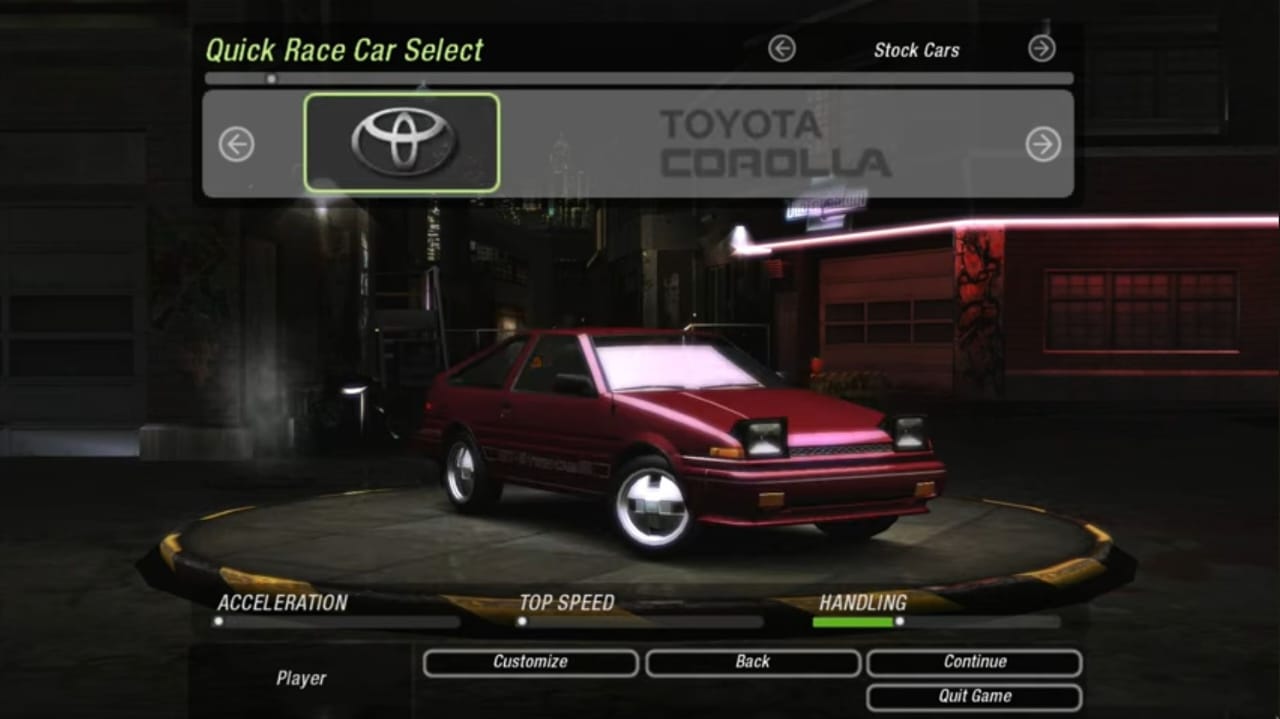 Quick Race Car Select
Stock Cars
TOYOTA
COROLLA
ACCELERATION
TOP SPEED
HANDLING
Customize
Back
Continue
Player
Quit Game